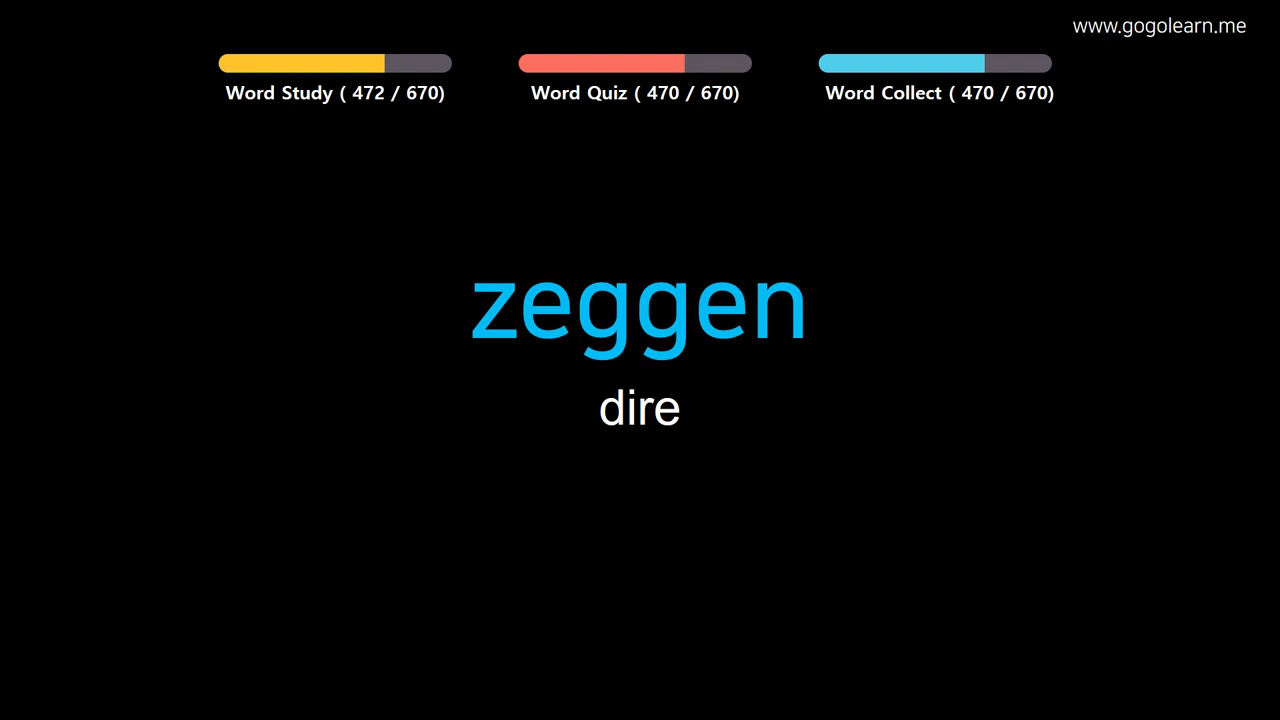 www.gogolearn.me
Word Study ( 472 / 670)
Word Quiz ( 470 / 670)
Word Collect ( 470 / 670)
zeggen
dire